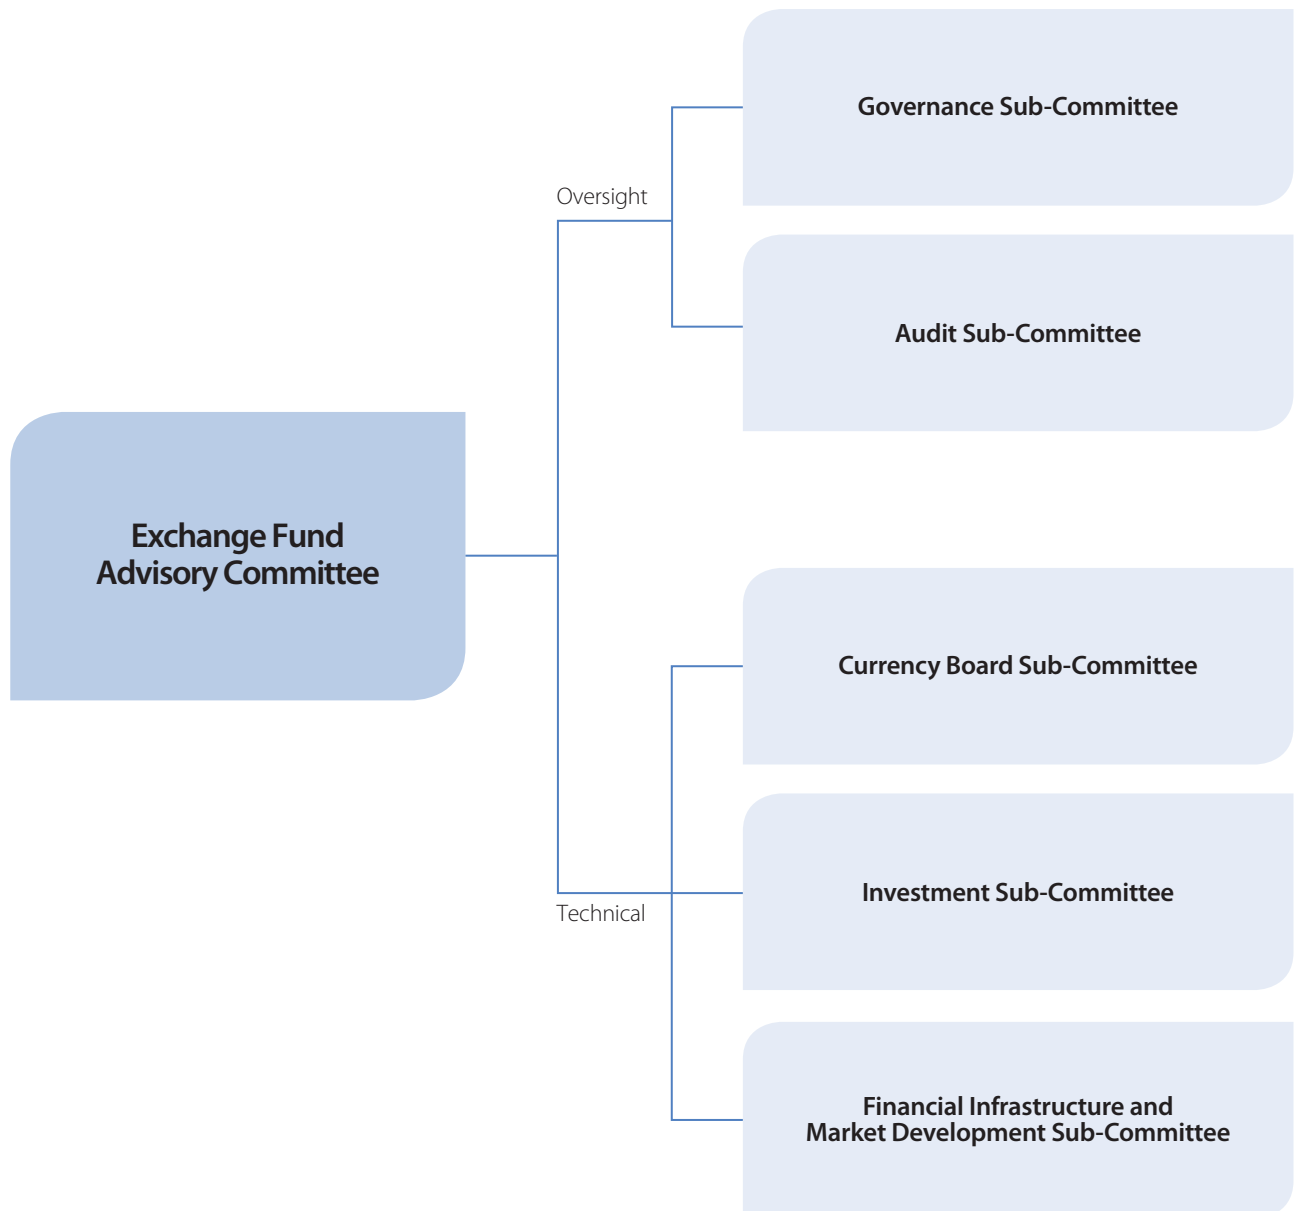 Governance Sub-Committee
Oversight
Audit Sub-Committee
Exchange Fund
Advisory Committee
Currency Board Sub-Committee
Investment Sub-Committee
Technical
Financial Infrastructure and
Market Development Sub-Committee